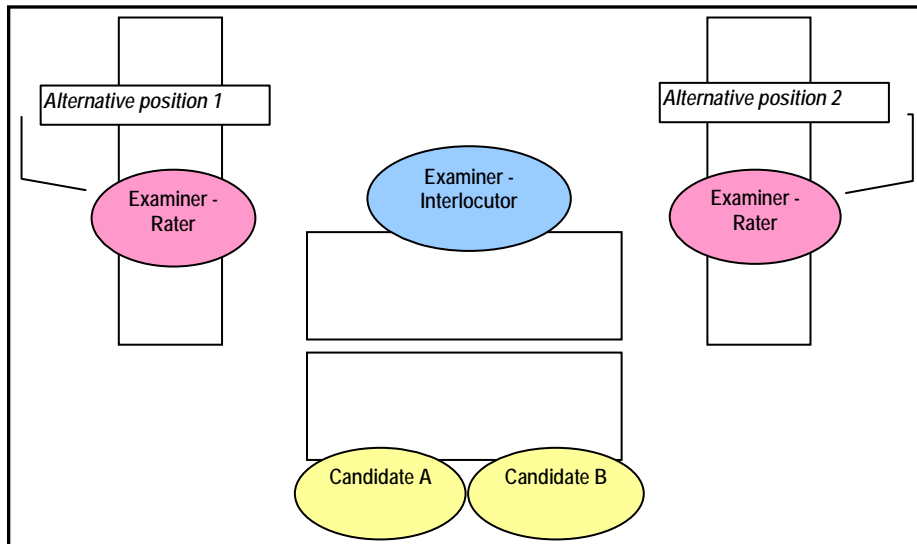 Alternative position 1
Alternative position 2
Examiner -
Rater
Examiner -
Interlocutor
Examiner -
Rater
Candidate A
Candidate B